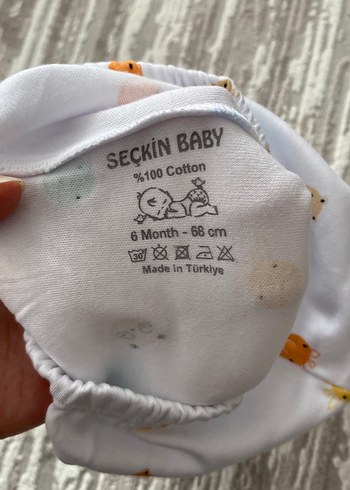 SEÇKİN BABY
%100 Cotton
6 Month - 68 cm
30
Made in Türkiye